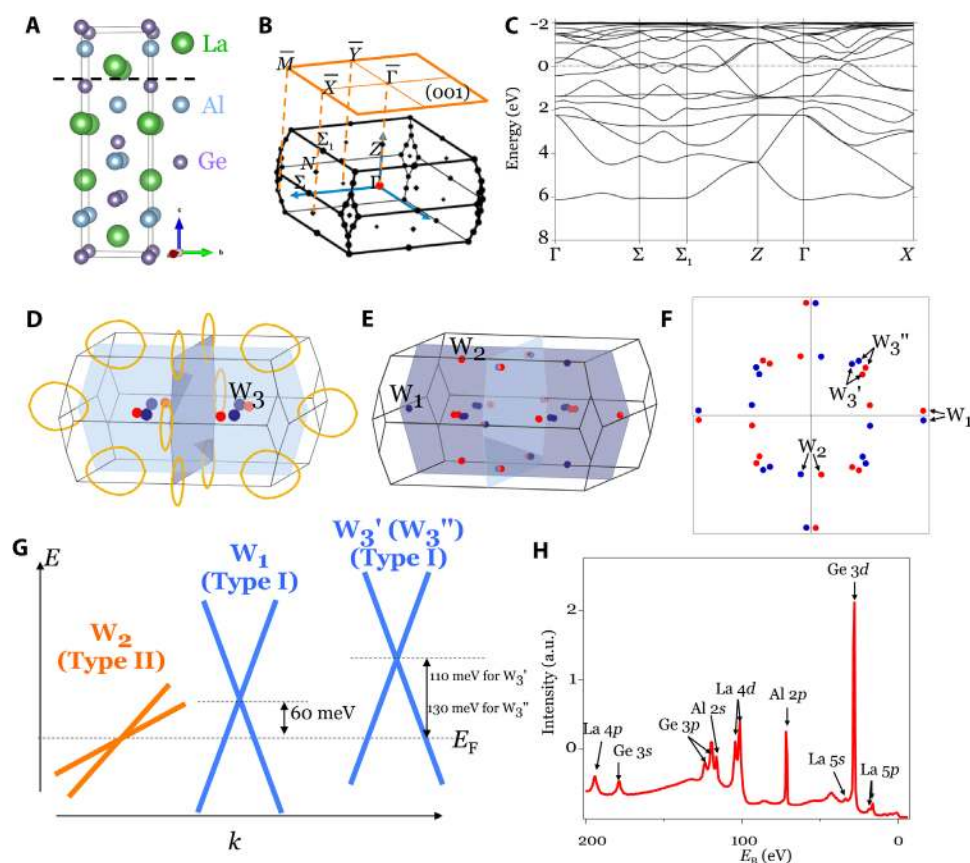 A
La
Al
Ge
c
b
B
M̅
Y̅
X̅
Γ̅
(001)
Σ₁
Z
N
Σ
Γ
C
Energy (eV)
−2
0
2
4
6
8
Γ
Σ
Σ₁
Z
Γ
X
D
W₃
E
W₂
W₁
F
W₃''
W₃'
W₁
W₂
G
E
W₂
(Type II)
W₁
(Type I)
W₃' (W₃'')
(Type I)
60 meV
110 meV for W₃'
130 meV for W₃''
E_F
k
H
Intensity (a.u.)
2
0
La 4p
Ge 3s
Ge 3p
Al 2s
La 4d
Al 2p
Ge 3d
La 5s
La 5p
200
100
0
E_B (eV)